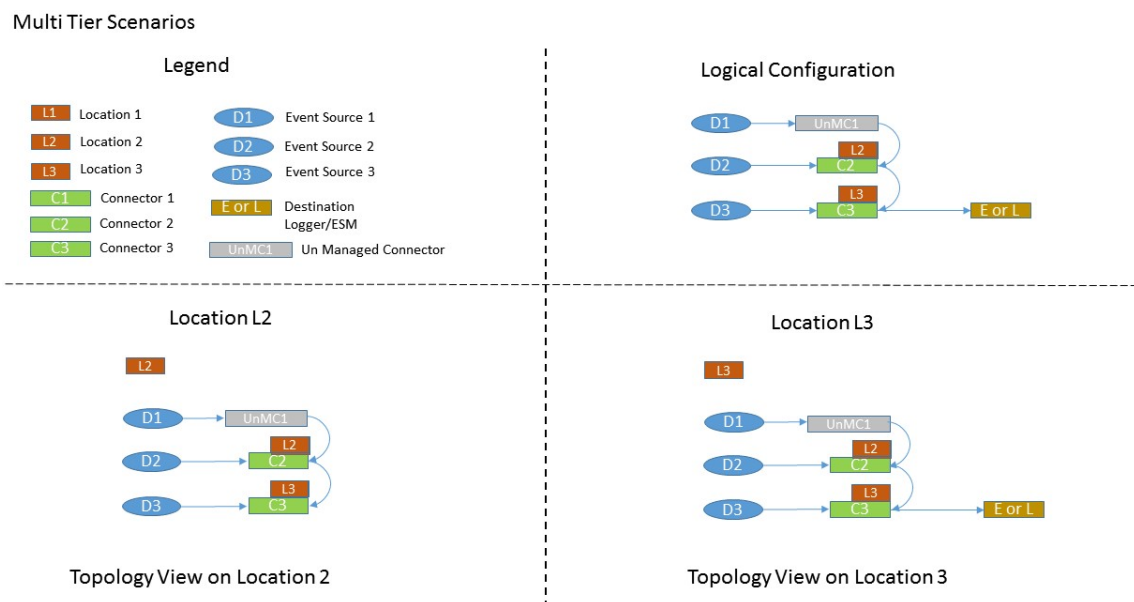 Multi Tier Scenarios
Legend
L1 Location 1
L2 Location 2
L3 Location 3
C1 Connector 1
C2 Connector 2
C3 Connector 3
D1 Event Source 1
D2 Event Source 2
D3 Event Source 3
E or L Destination
Logger/ESM
UnMC1 Un Managed Connector
Logical Configuration
D1 UnMC1
L2
D2 C2
L3
D3 C3 E or L
Location L2
L2
D1 UnMC1
L2
D2 C2
L3
D3 C3
Topology View on Location 2
Location L3
L3
D1 UnMC1
L2
D2 C2
L3
D3 C3 E or L
Topology View on Location 3